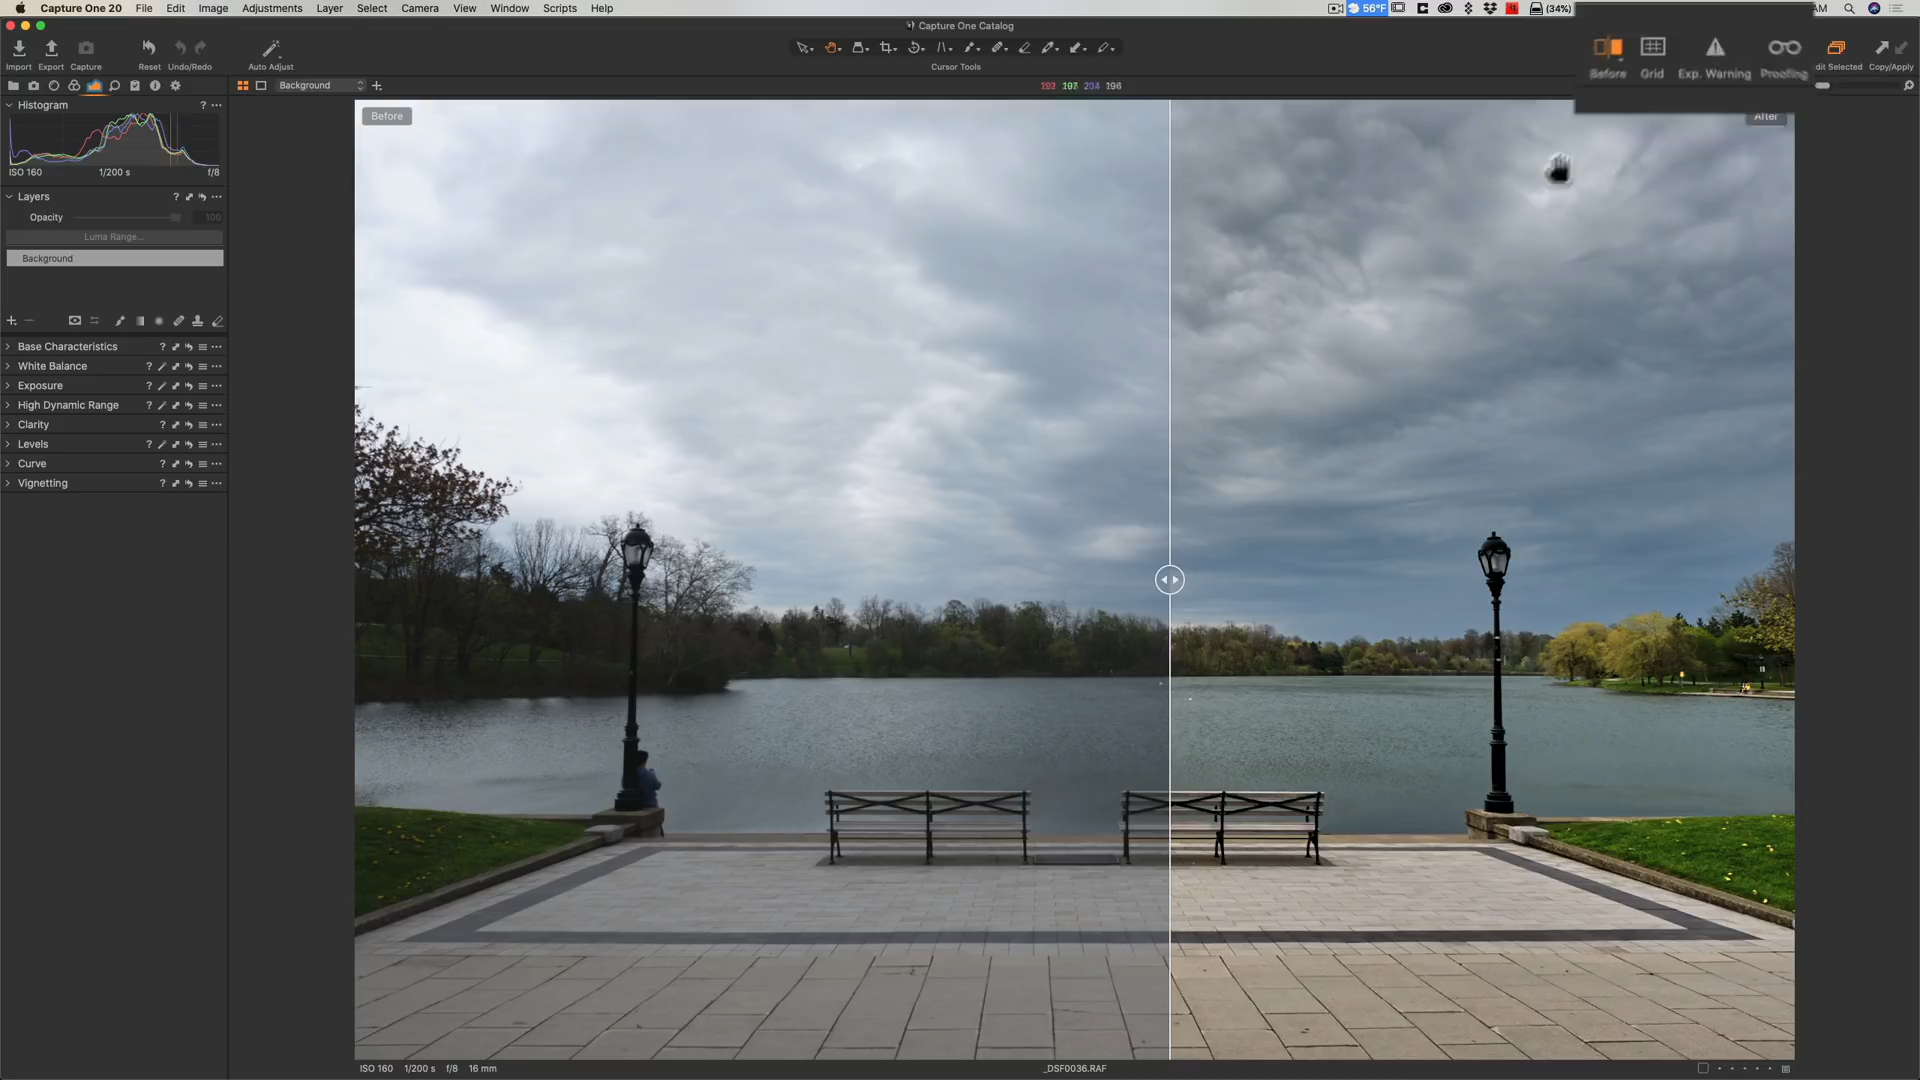 Capture One 20 File Edit Image Adjustments Layer Select Camera View Window Scripts Help 56°F (34%) AM
Capture One Catalog
Import Export Capture Reset Undo/Redo Auto Adjust Cursor Tools Before Grid Exp. Warning Proofing dit Selected Copy/Apply
Background 192 197 204 196
Histogram ?
ISO 160 1/200 s f/8
Layers ?
Opacity 100
Luma Range...
Background
Base Characteristics ?
White Balance ?
Exposure ?
High Dynamic Range ?
Clarity ?
Levels ?
Curve ?
Vignetting ?
Before
After
ISO 160 1/200 s f/8 16 mm _DSF0036.RAF